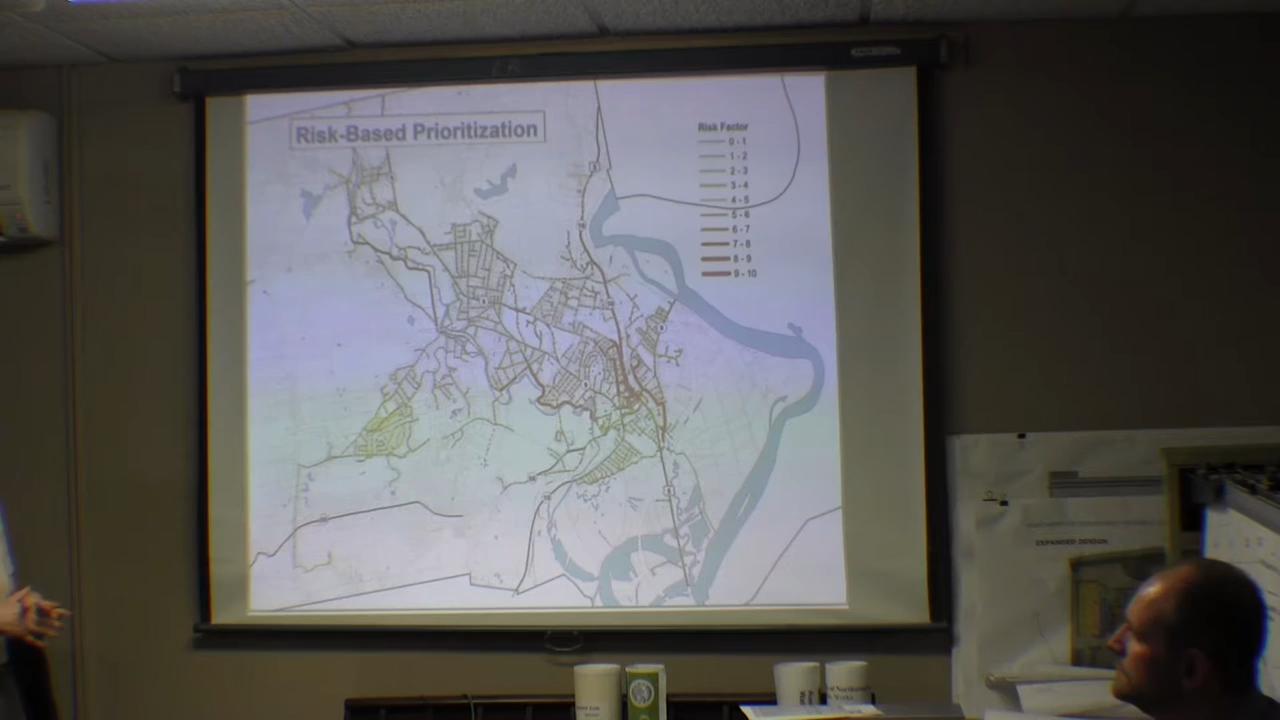 Risk-Based Prioritization
Risk Factor
0 - 1
1 - 2
2 - 3
3 - 4
4 - 5
5 - 6
6 - 7
7 - 8
8 - 9
9 - 10
EXPANDED DESIGN